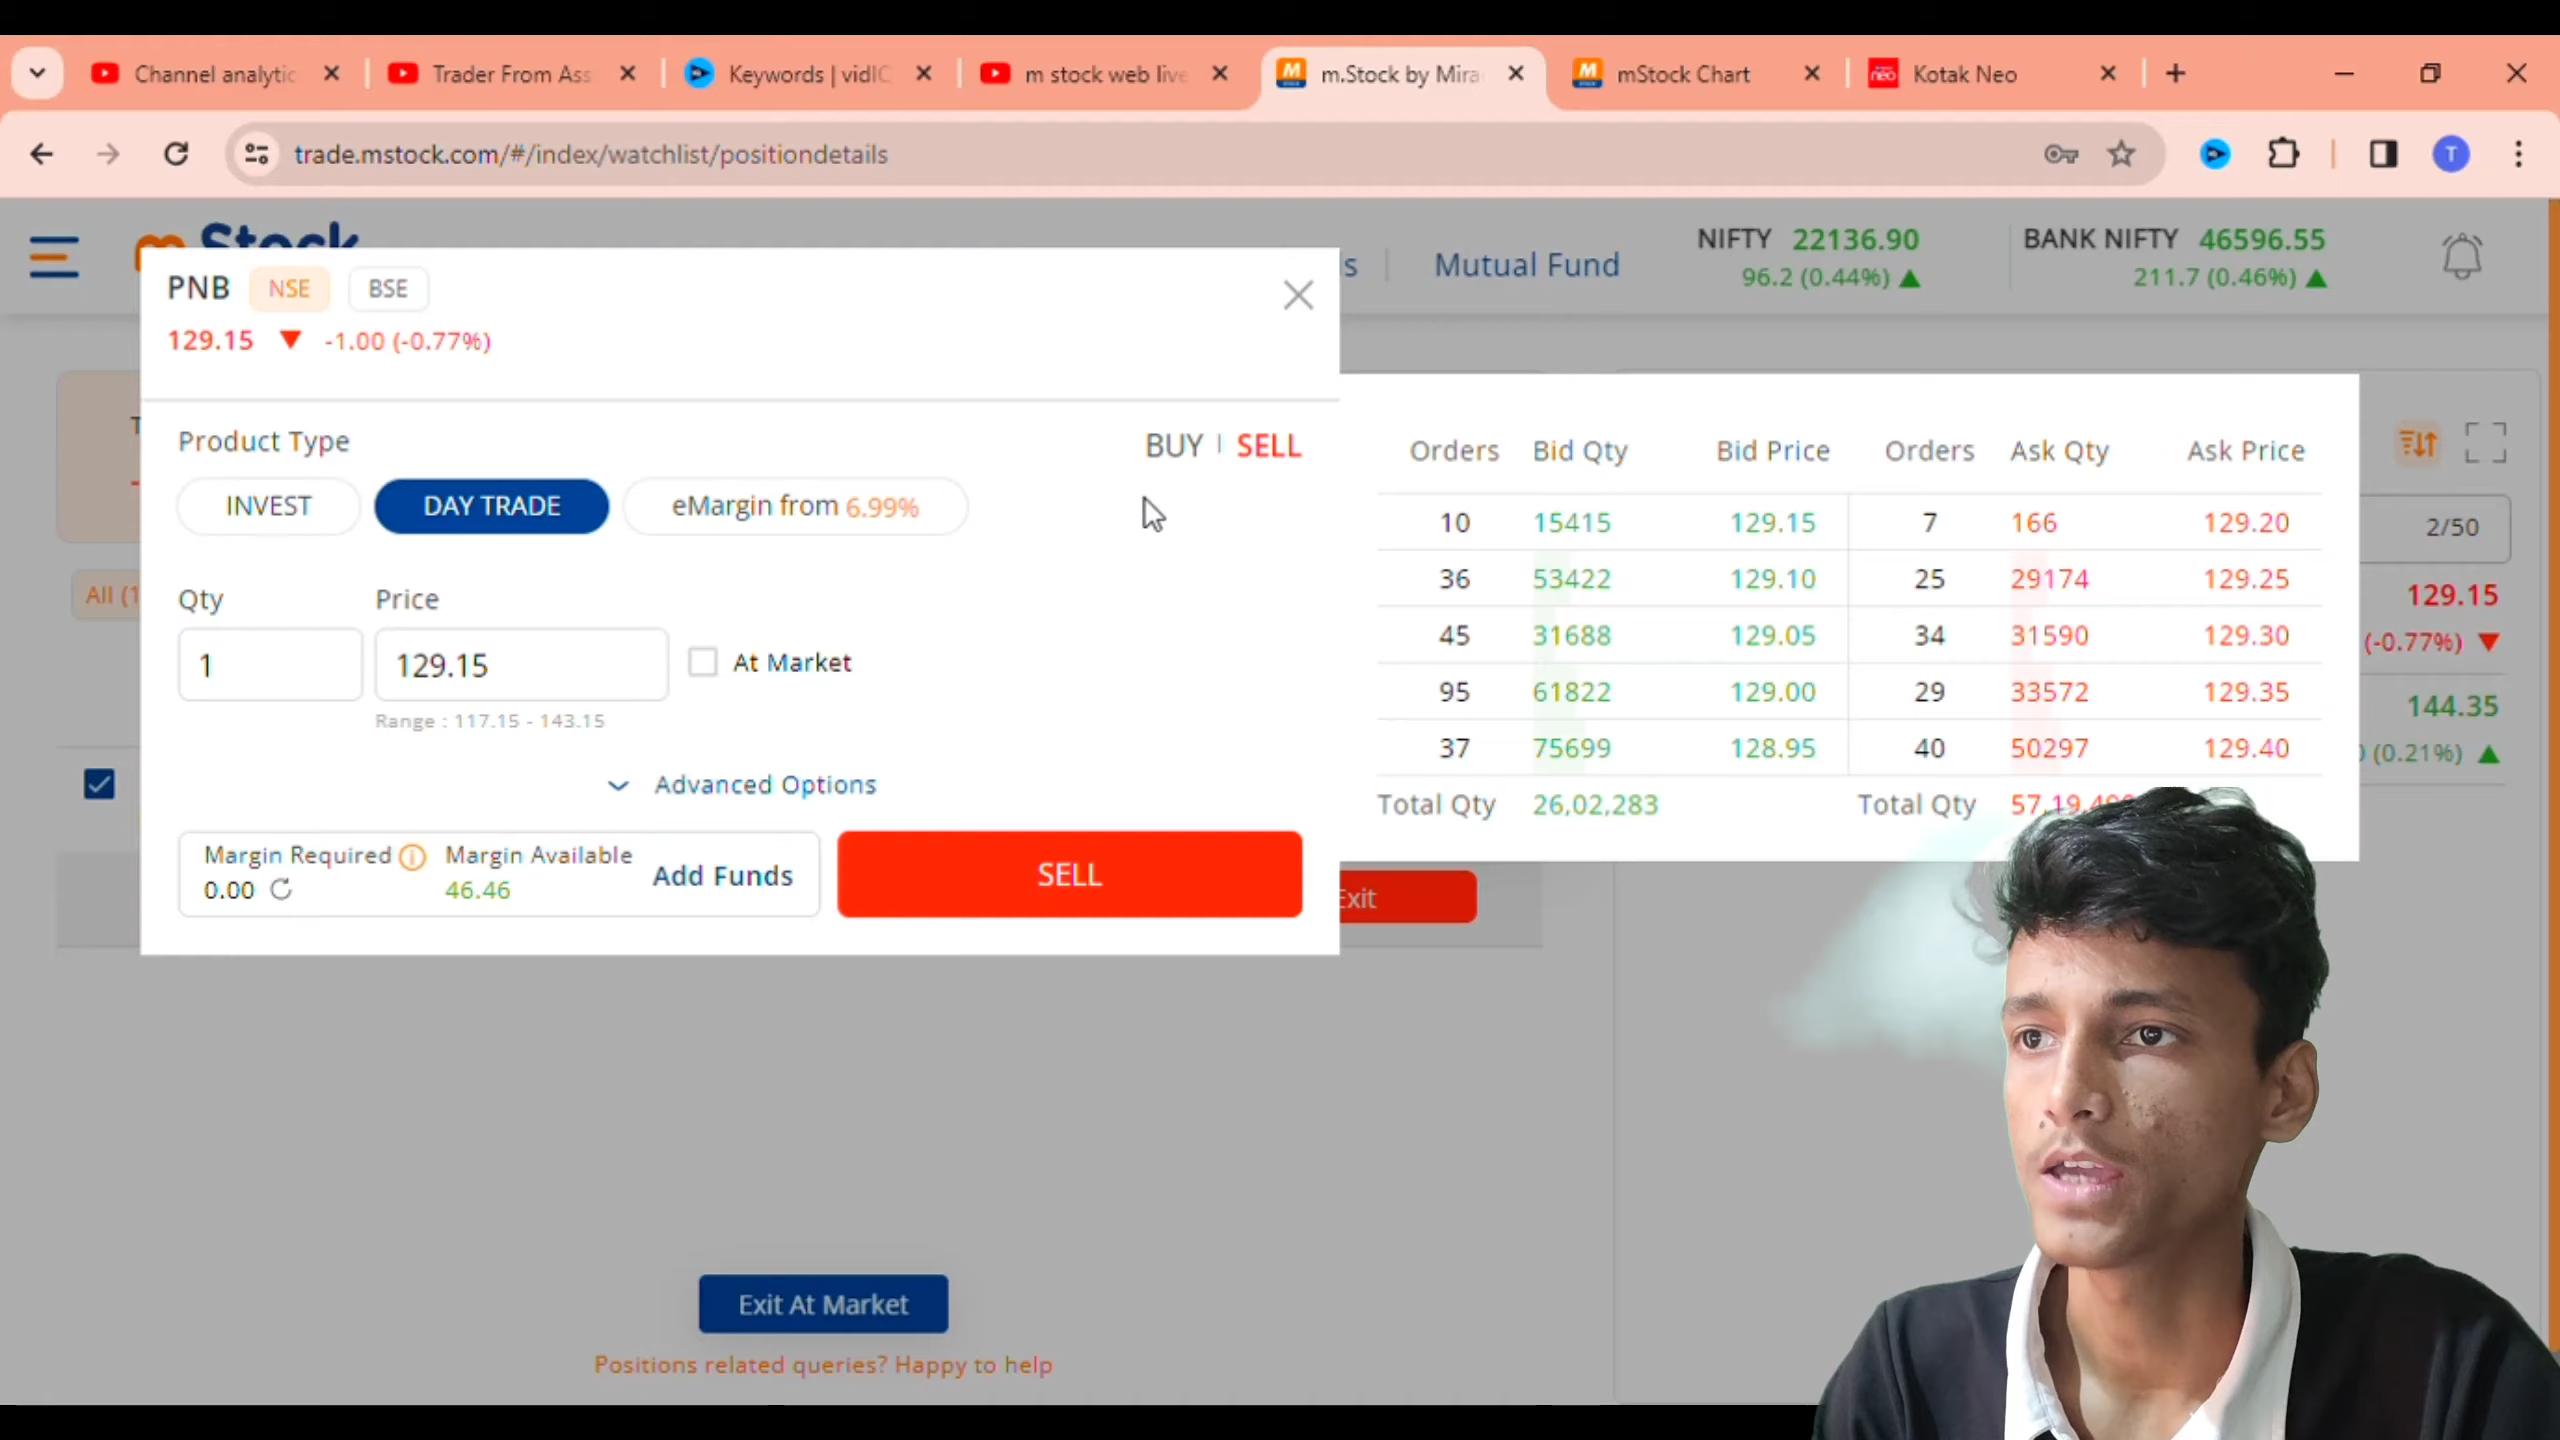 Channel analytic
Trader From Ass
Keywords | vidIC
m stock web live
m.Stock by Mira
mStock Chart
neo Kotak Neo
trade.mstock.com/#/index/watchlist/positiondetails
T
m Stock
s
Mutual Fund
NIFTY 22136.90
96.2 (0.44%)
BANK NIFTY 46596.55
211.7 (0.46%)
PNB NSE BSE
129.15 ▼ -1.00 (-0.77%)
Product Type
BUY | SELL
INVEST DAY TRADE eMargin from 6.99%
Qty Price
1 129.15 At Market
Range : 117.15 - 143.15
Advanced Options
Margin Required Margin Available
0.00 46.46
Add Funds
SELL
Orders Bid Qty Bid Price Orders Ask Qty Ask Price
10 15415 129.15 7 166 129.20
36 53422 129.10 25 29174 129.25
45 31688 129.05 34 31590 129.30
95 61822 129.00 29 33572 129.35
37 75699 128.95 40 50297 129.40
Total Qty 26,02,283 Total Qty
T
All (1
2/50
129.15
(-0.77%) ▼
144.35
(0.21%) ▲
Exit
Exit At Market
Positions related queries? Happy to help